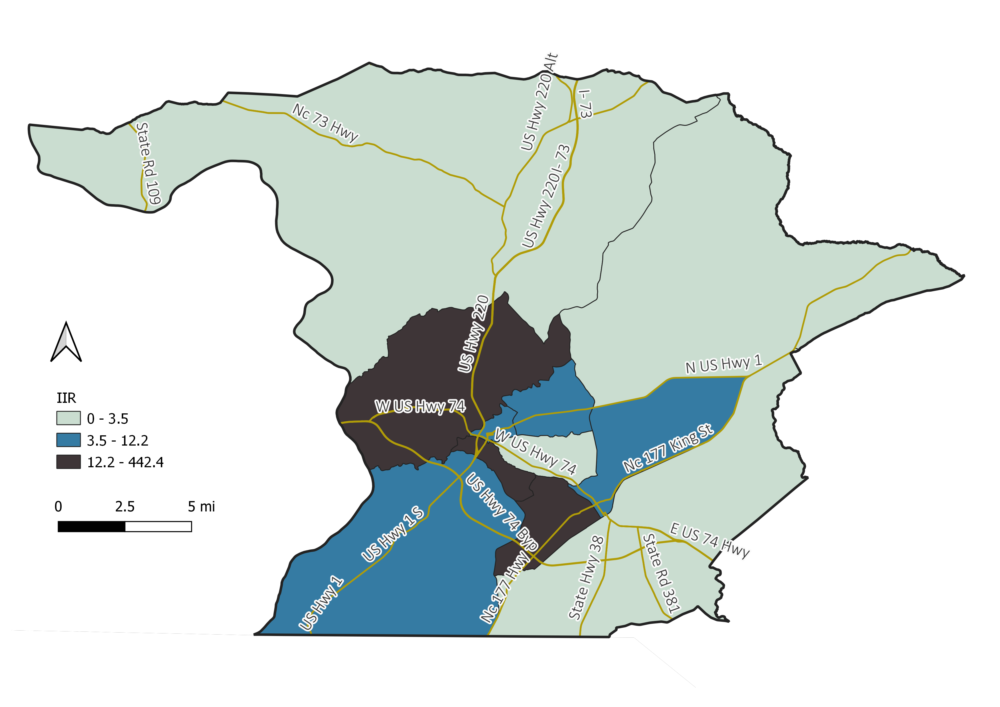 US Hwy 220 Alt
I- 73
Nc 73 Hwy
State Rd 109
US Hwy 220I- 73
US Hwy 220
N US Hwy 1
W US Hwy 74
IIR
0 - 3.5
3.5 - 12.2
12.2 - 442.4
W US Hwy 74
Nc 177 King St
US Hwy 74 Byp
0 2.5 5 mi
US Hwy 1 S
E US 74 Hwy
State Hwy 38
State Rd 381
Nc 177 Hwy
US Hwy 1